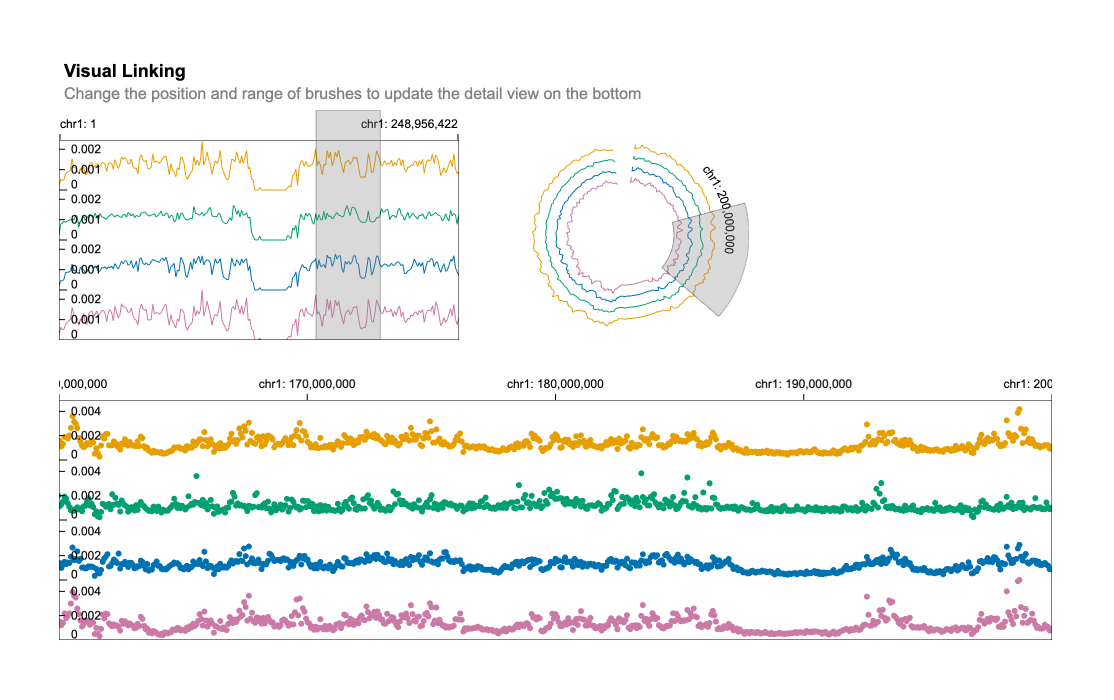 Visual Linking
Change the position and range of brushes to update the detail view on the bottom
chr1: 1
chr1: 248,956,422
0.002
0.001
0
0.002
0.001
0
0.002
0.001
0
0.002
0.001
0
chr1: 200,000,000
0,000,000
chr1: 170,000,000
chr1: 180,000,000
chr1: 190,000,000
chr1: 200
0.004
0.002
0
0.004
0.002
0
0.004
0.002
0
0.004
0.002
0